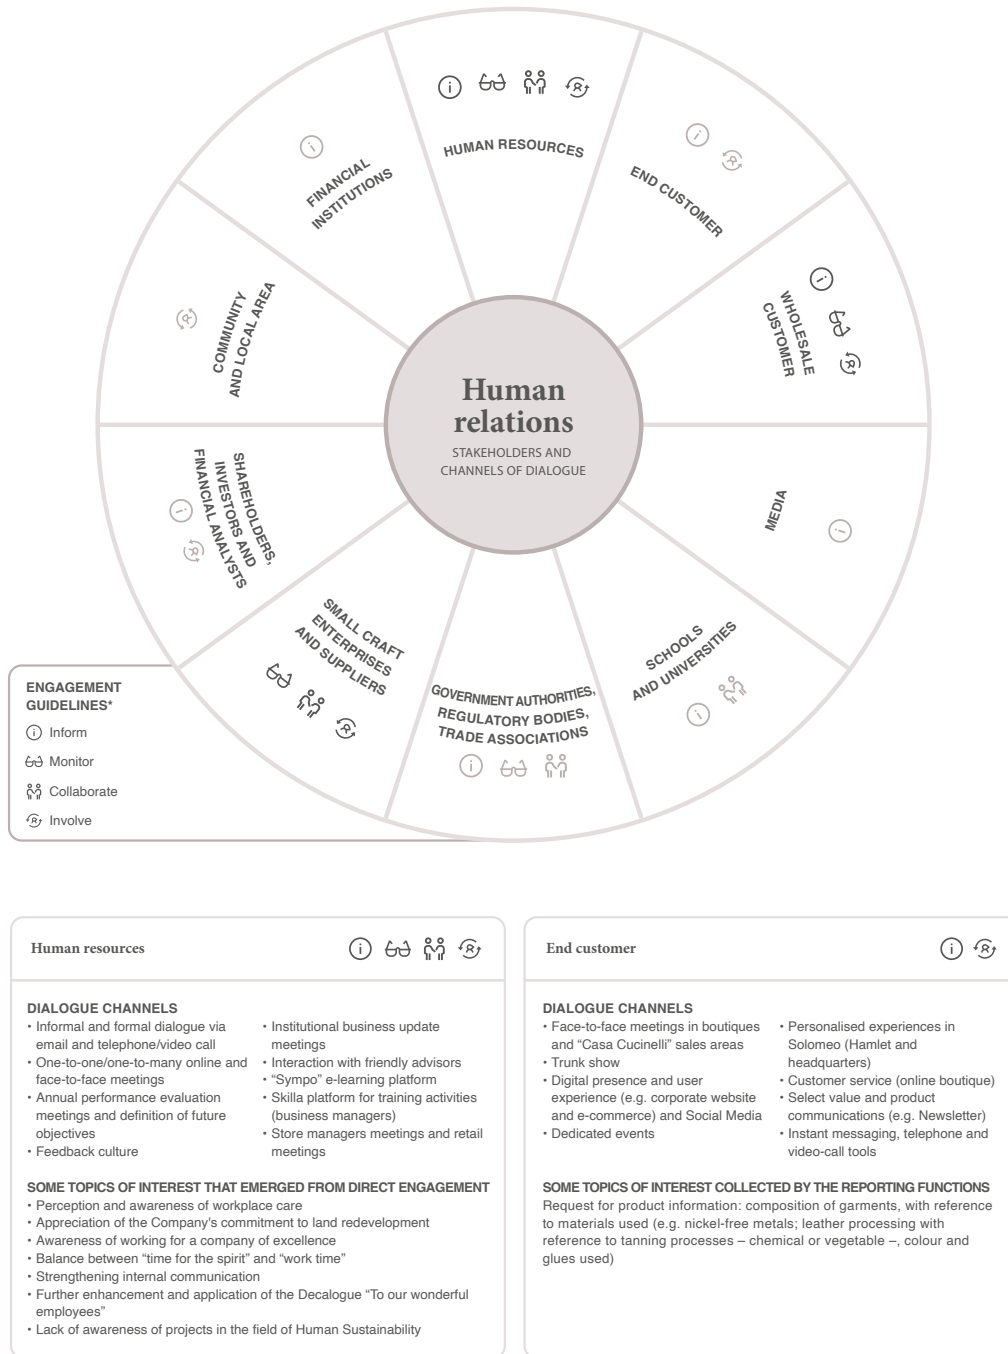 HUMAN RESOURCES
END CUSTOMER
WHOLESALE
CUSTOMER
MEDIA
SCHOOLS
AND UNIVERSITIES
GOVERNMENT AUTHORITIES,
REGULATORY BODIES,
TRADE ASSOCIATIONS
SMALL CRAFT
ENTERPRISES
AND SUPPLIERS
SHAREHOLDERS,
INVESTORS AND
FINANCIAL ANALYSTS
COMMUNITY
AND LOCAL AREA
FINANCIAL
INSTITUTIONS
Human
relations
STAKEHOLDERS AND
CHANNELS OF DIALOGUE
ENGAGEMENT
GUIDELINES*
Inform
Monitor
Collaborate
Involve
Human resources
DIALOGUE CHANNELS
• Informal and formal dialogue via
email and telephone/video call
• One-to-one/one-to-many online and
face-to-face meetings
• Annual performance evaluation
meetings and definition of future
objectives
• Feedback culture
• Institutional business update
meetings
• Interaction with friendly advisors
• “Sympo” e-learning platform
• Skilla platform for training activities
(business managers)
• Store managers meetings and retail
meetings
SOME TOPICS OF INTEREST THAT EMERGED FROM DIRECT ENGAGEMENT
• Perception and awareness of workplace care
• Appreciation of the Company’s commitment to land redevelopment
• Awareness of working for a company of excellence
• Balance between “time for the spirit” and “work time”
• Strengthening internal communication
• Further enhancement and application of the Decalogue “To our wonderful
employees”
• Lack of awareness of projects in the field of Human Sustainability
End customer
DIALOGUE CHANNELS
• Face-to-face meetings in boutiques
and “Casa Cucinelli” sales areas
• Trunk show
• Digital presence and user
experience (e.g. corporate website
and e-commerce) and Social Media
• Dedicated events
• Personalised experiences in
Solomeo (Hamlet and
headquarters)
• Customer service (online boutique)
• Select value and product
communications (e.g. Newsletter)
• Instant messaging, telephone and
video-call tools
SOME TOPICS OF INTEREST COLLECTED BY THE REPORTING FUNCTIONS
Request for product information: composition of garments, with reference
to materials used (e.g. nickel-free metals; leather processing with
reference to tanning processes – chemical or vegetable –, colour and
glues used)